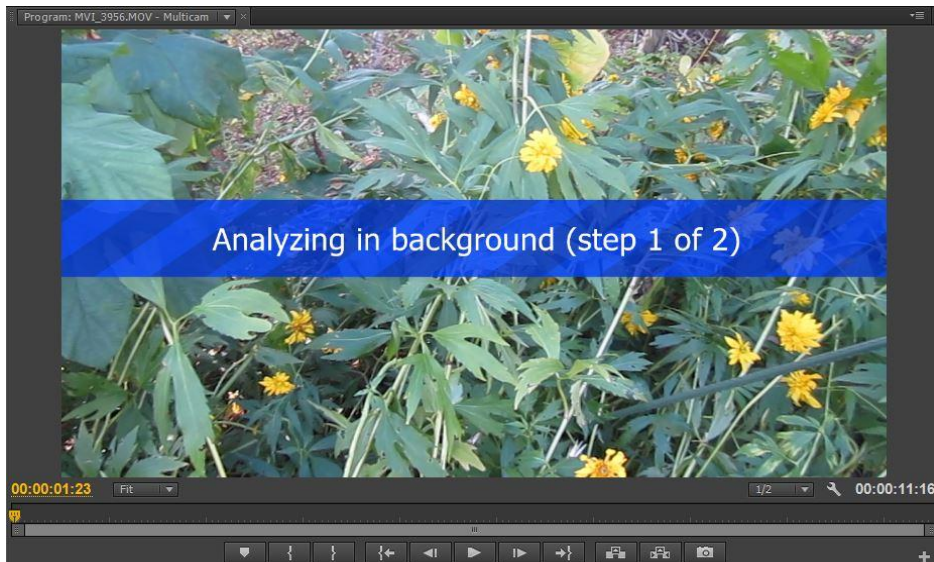 Program: MVI_3956.MOV - Multicam
Analyzing in background (step 1 of 2)
00:00:01:23 Fit 1/2 00:00:11:16